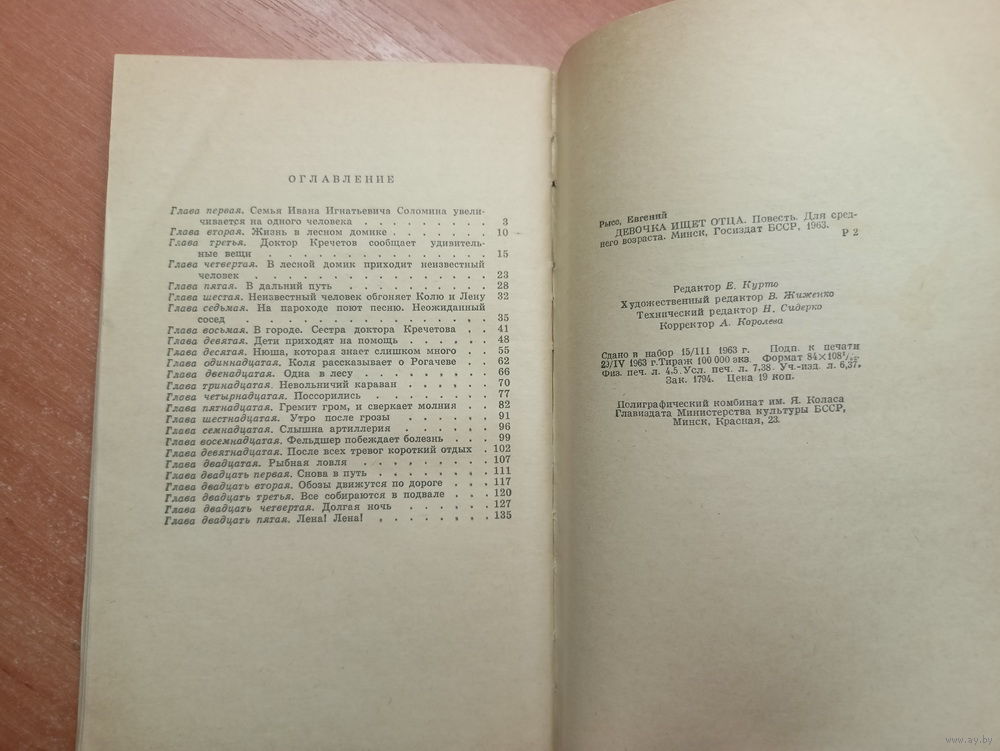 ОГЛАВЛЕНИЕ
Глава первая. Семья Ивана Игнатьевича Соломина увели-
чивается на одного человека . . . . . . . 3
Глава вторая. Жизнь в лесном домике . . . . . . 10
Глава третья. Доктор Кречетов сообщает удивитель-
ные вещи . . . . . . . . . . . . 15
Глава четвертая. В лесной домик приходит неизвестный
человек . . . . . . . . . . . . 23
Глава пятая. В дальний путь . . . . . . . . 28
Глава шестая. Неизвестный человек обгоняет Колю и Лену 32
Глава седьмая. На пароходе поют песню. Неожиданный
сосед . . . . . . . . . . . . . 35
Глава восьмая. В городе. Сестра доктора Кречетова . . 41
Глава девятая. Дети приходят на помощь . . . . . 48
Глава десятая. Нюша, которая знает слишком много . . 55
Глава одиннадцатая. Коля рассказывает о Рогачеве . . 62
Глава двенадцатая. Одна в лесу . . . . . . . 66
Глава тринадцатая. Невольничий караван . . . . . 70
Глава четырнадцатая. Поссорились . . . . . . 77
Глава пятнадцатая. Гремит гром, и сверкает молния . . 82
Глава шестнадцатая. Утро после грозы . . . . . 91
Глава семнадцатая. Слышна артиллерия . . . . . 96
Глава восемнадцатая. Фельдшер побеждает болезнь . . . 99
Глава девятнадцатая. После всех тревог короткий отдых . 102
Глава двадцатая. Рыбная ловля . . . . . . . 107
Глава двадцать первая. Снова в путь . . . . . . 111
Глава двадцать вторая. Обозы движутся по дороге . . . 117
Глава двадцать третья. Все собираются в подвале . . . 120
Глава двадцать четвертая. Долгая ночь . . . . . 127
Глава двадцать пятая. Лена! Лена! . . . . . . 135
Рысс, Евгений
ДЕВОЧКА ИЩЕТ ОТЦА. Повесть. Для сред-
него возраста. Минск, Госиздат БССР, 1963.
Р 2
Редактор Е. Курто
Художественный редактор В. Жиженко
Технический редактор Н. Сидерко
Корректор А. Королева
Сдано в набор 15/III 1963 г. Подп. к печати
23/IV 1963 г. Тираж 100 000 экз. Формат 84×108¹/
Физ. печ. л. 4,5. Усл. печ. л. 7,38. Уч.-изд. л. 6,37.
Зак. 1794. Цена 19 коп.
Полиграфический комбинат им. Я. Коласа
Главиздата Министерства культуры БССР,
Минск, Красная, 23.
www.ay.by